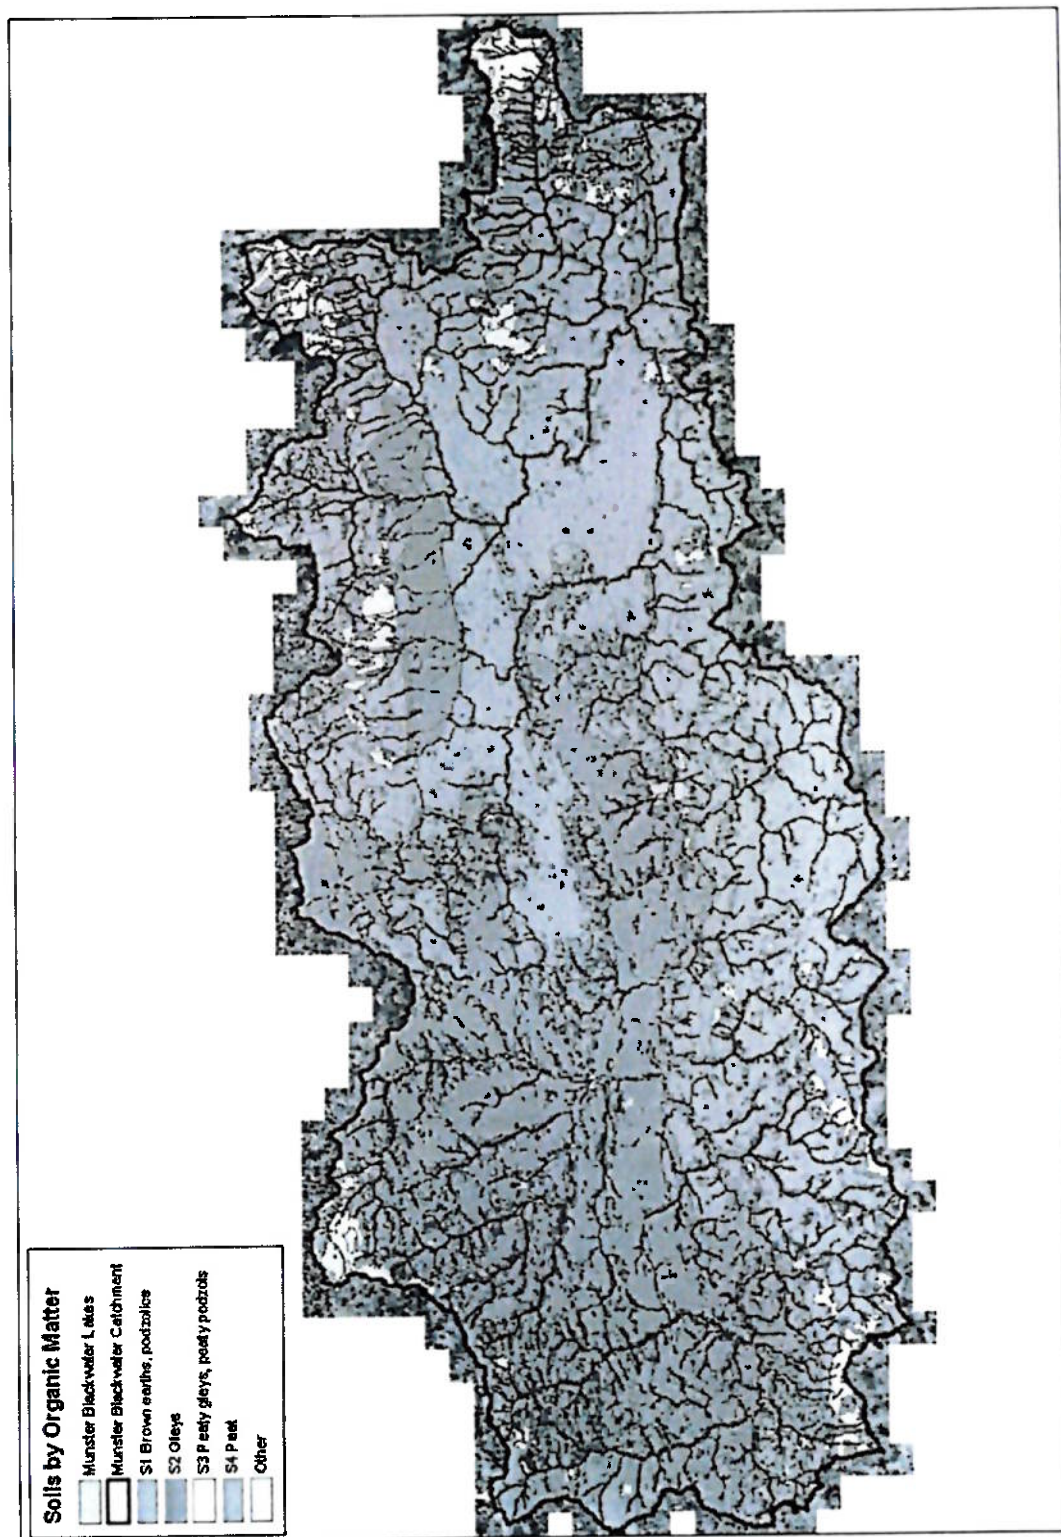 Soils by Organic Matter
Munster Blackwater Lakes
Munster Blackwater Catchment
S1 Brown earths, podzolics
S2 Gleys
S3 Peaty gleys, peaty podzols
S4 Peat
Other